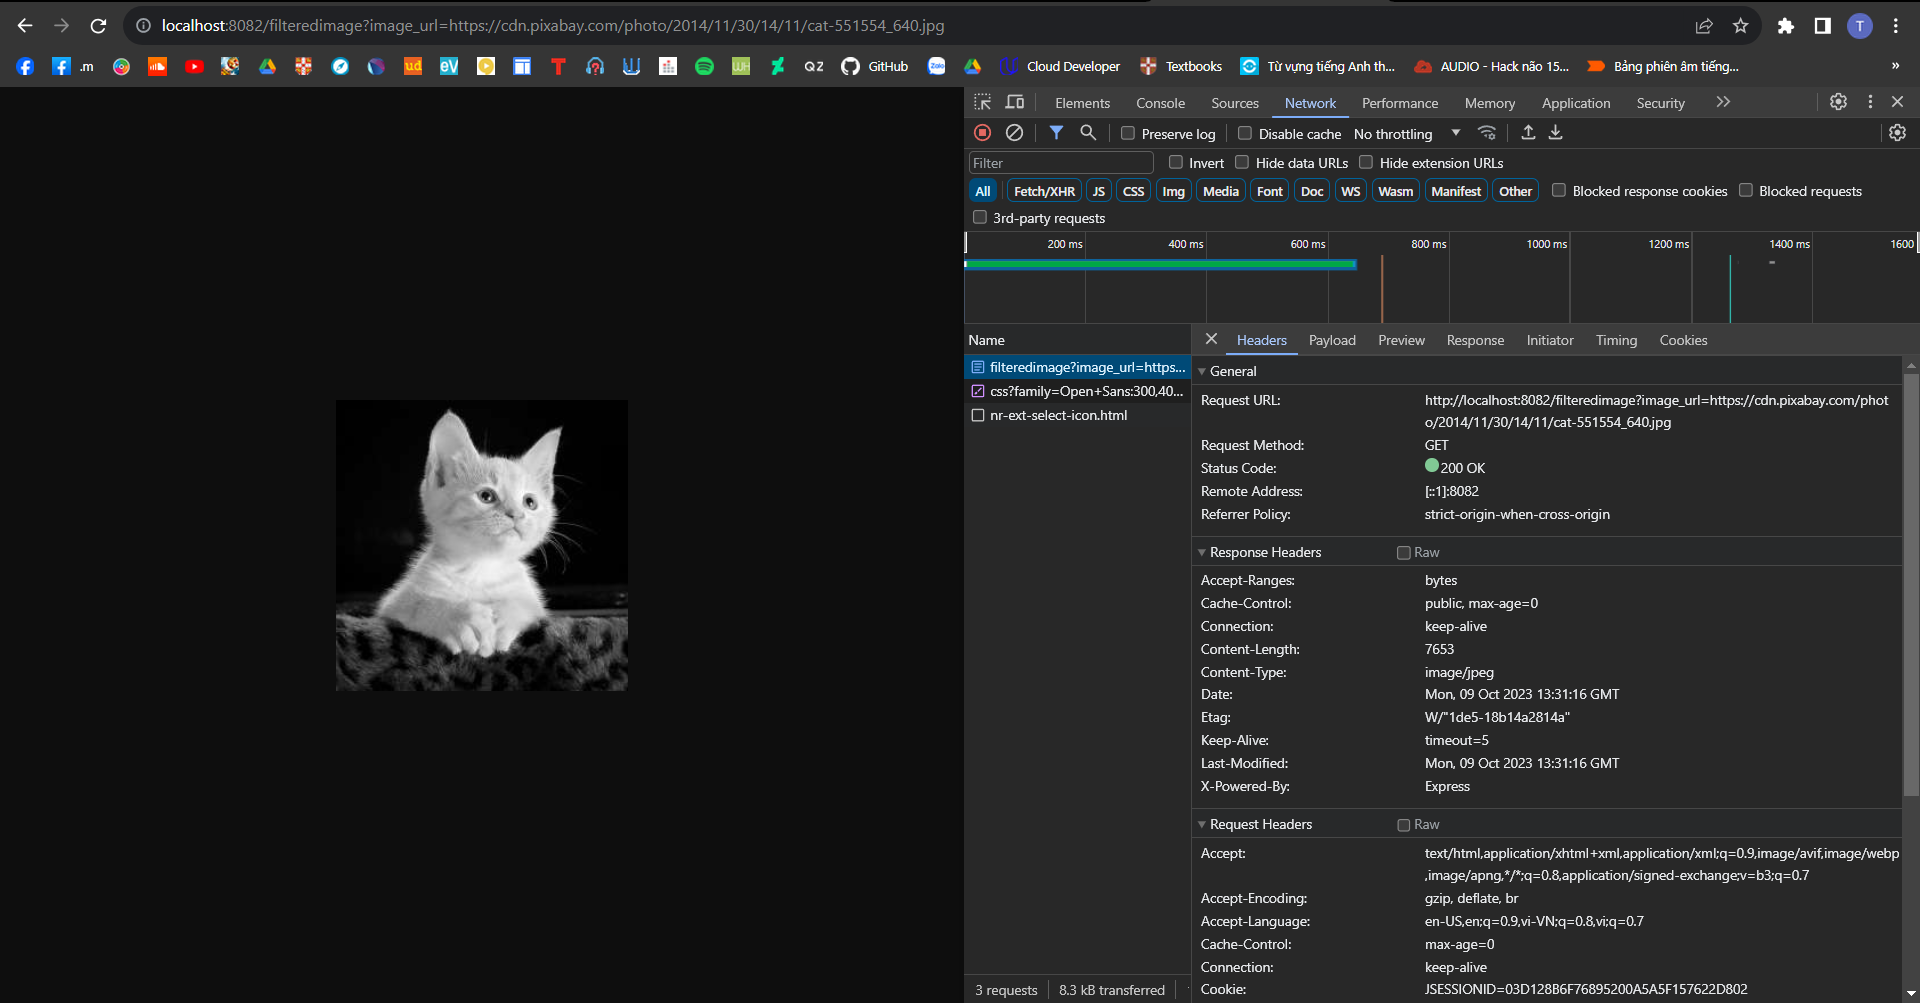 localhost:8082/filteredimage?image_url=https://cdn.pixabay.com/photo/2014/11/30/14/11/cat-551554_640.jpg
T
.m
ud
eV
T
WH
QZ
GitHub
Zalo
Cloud Developer
Textbooks
Từ vựng tiếng Anh th...
AUDIO - Hack não 15...
Bảng phiên âm tiếng...
»
Elements Console Sources Network Performance Memory Application Security
Preserve log Disable cache No throttling
Filter Invert Hide data URLs Hide extension URLs
All Fetch/XHR JS CSS Img Media Font Doc WS Wasm Manifest Other Blocked response cookies Blocked requests
3rd-party requests
200 ms 400 ms 600 ms 800 ms 1000 ms 1200 ms 1400 ms 1600
Name
filteredimage?image_url=https...
css?family=Open+Sans:300,40...
nr-ext-select-icon.html
Headers Payload Preview Response Initiator Timing Cookies
General
Request URL: http://localhost:8082/filteredimage?image_url=https://cdn.pixabay.com/phot
o/2014/11/30/14/11/cat-551554_640.jpg
Request Method: GET
Status Code: 200 OK
Remote Address: [::1]:8082
Referrer Policy: strict-origin-when-cross-origin
Response Headers Raw
Accept-Ranges: bytes
Cache-Control: public, max-age=0
Connection: keep-alive
Content-Length: 7653
Content-Type: image/jpeg
Date: Mon, 09 Oct 2023 13:31:16 GMT
Etag: W/"1de5-18b14a2814a"
Keep-Alive: timeout=5
Last-Modified: Mon, 09 Oct 2023 13:31:16 GMT
X-Powered-By: Express
Request Headers Raw
Accept: text/html,application/xhtml+xml,application/xml;q=0.9,image/avif,image/webp
,image/apng,*/*;q=0.8,application/signed-exchange;v=b3;q=0.7
Accept-Encoding: gzip, deflate, br
Accept-Language: en-US,en;q=0.9,vi-VN;q=0.8,vi;q=0.7
Cache-Control: max-age=0
Connection: keep-alive
Cookie: JSESSIONID=03D128B6F76895200A5A5F157622D802
3 requests 8.3 kB transferred